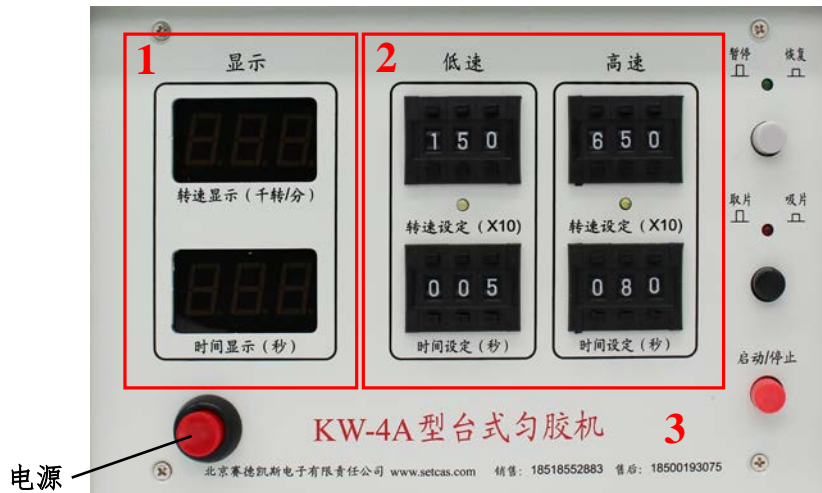 1
2
显示
低速
高速
暂停 恢复
150
650
转速显示（千转/分）
转速设定（X10)
转速设定（X10)
取片 吸片
005
080
时间显示（秒）
时间设定（秒）
时间设定（秒）
启动/停止
KW-4A型台式匀胶机
3
电源
北京赛德凯斯电子有限责任公司 www.setcas.com 销售：18518552883 售后：18500193075